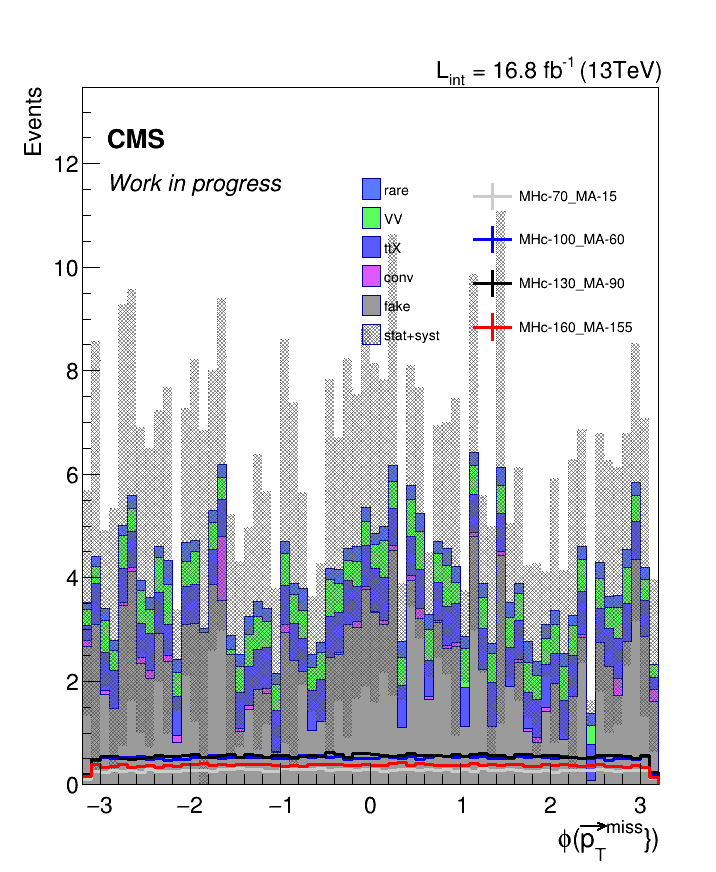 L_int = 16.8 fb^-1 (13TeV)
Events
CMS
Work in progress
rare
VV
ttX
conv
fake
stat+syst
MHc-70_MA-15
MHc-100_MA-60
MHc-130_MA-90
MHc-160_MA-155
12
10
8
6
4
2
0
−3 −2 −1 0 1 2 3
ϕ(p⃗_T^miss})